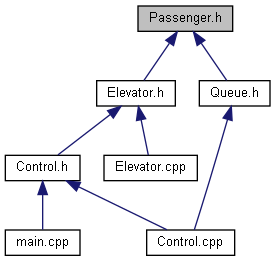 Passenger.h
Elevator.h
Queue.h
Control.h
Elevator.cpp
main.cpp
Control.cpp